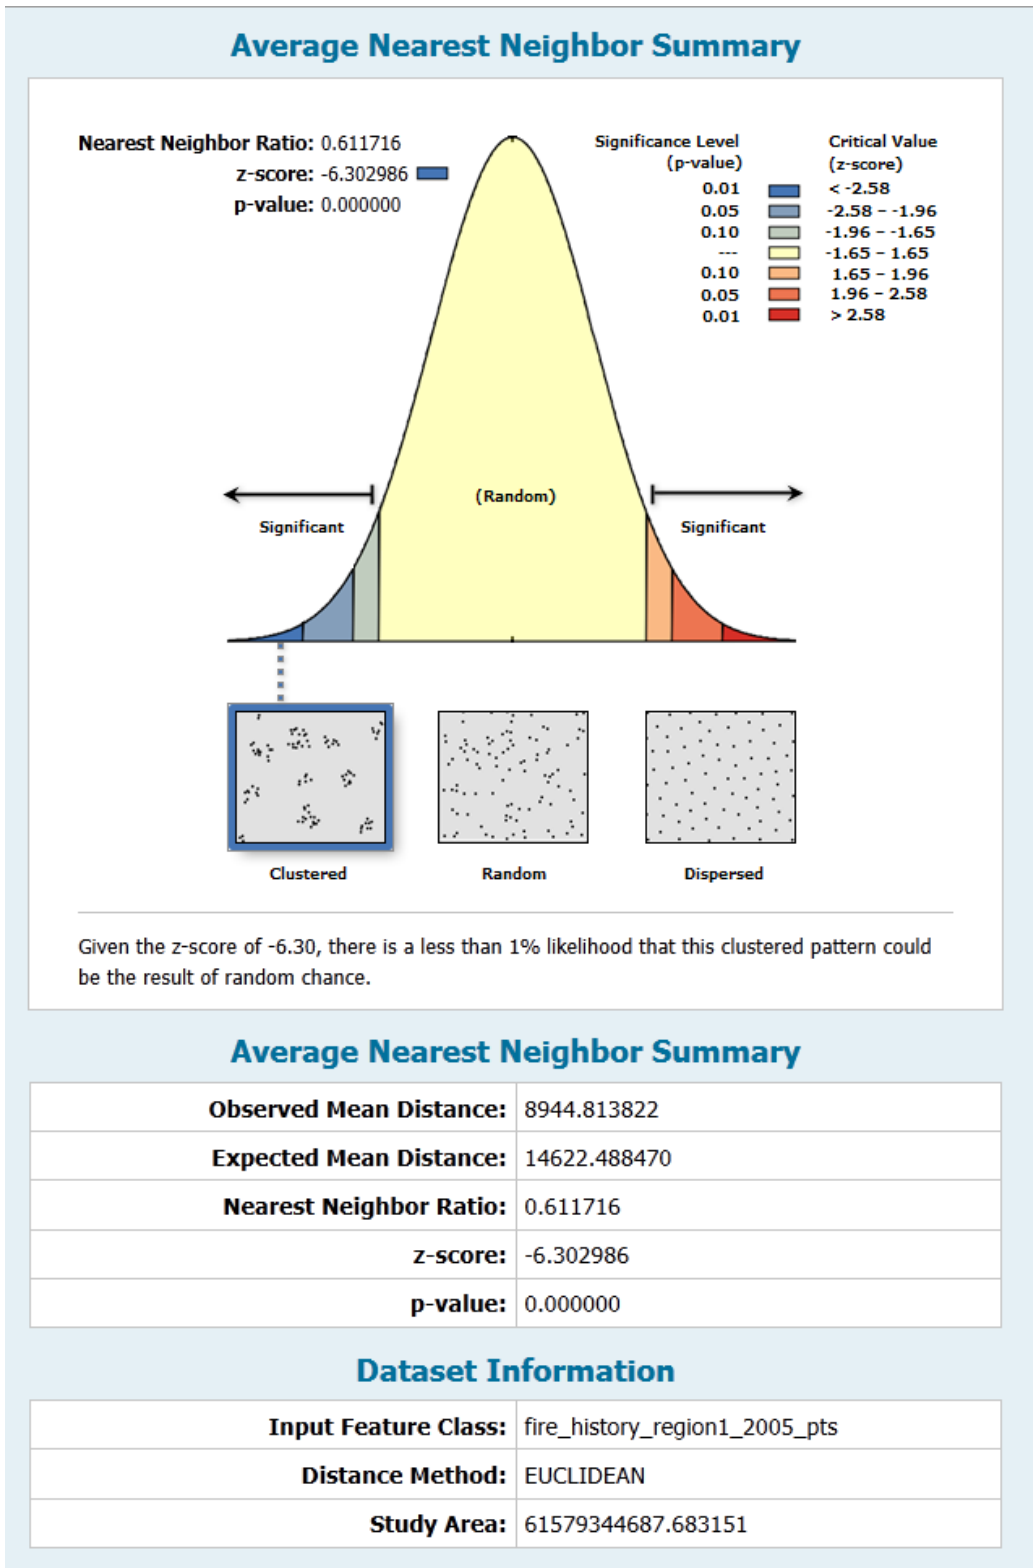 Average Nearest Neighbor Summary
Nearest Neighbor Ratio: 0.611716
z-score: -6.302986
p-value: 0.000000
Significance Level (p-value)
Critical Value (z-score)
0.01 < -2.58
0.05 -2.58 – -1.96
0.10 -1.96 – -1.65
--- -1.65 – 1.65
0.10 1.65 – 1.96
0.05 1.96 – 2.58
0.01 > 2.58
(Random)
Significant
Significant
Clustered
Random
Dispersed
Given the z-score of -6.30, there is a less than 1% likelihood that this clustered pattern could
be the result of random chance.
Average Nearest Neighbor Summary
Observed Mean Distance: 8944.813822
Expected Mean Distance: 14622.488470
Nearest Neighbor Ratio: 0.611716
z-score: -6.302986
p-value: 0.000000
Dataset Information
Input Feature Class: fire_history_region1_2005_pts
Distance Method: EUCLIDEAN
Study Area: 61579344687.683151